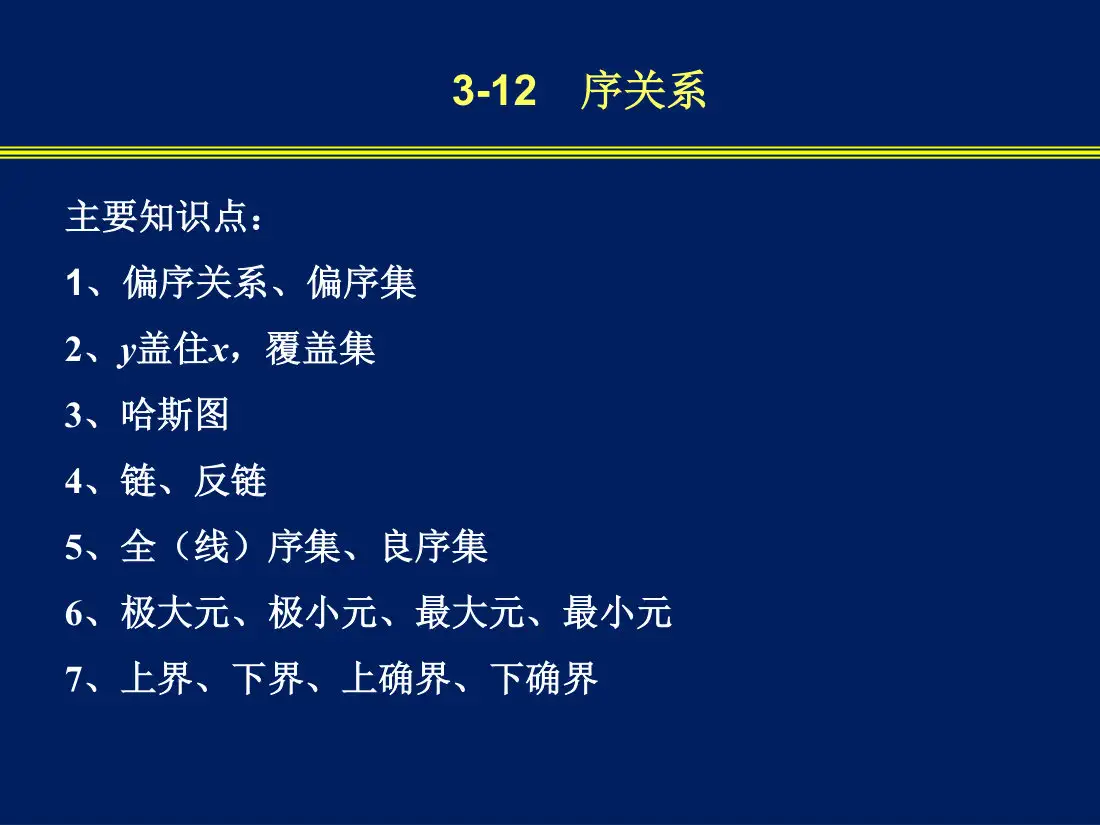 3-12 序关系
主要知识点：
1、偏序关系、偏序集
2、y盖住x，覆盖集
3、哈斯图
4、链、反链
5、全（线）序集、良序集
6、极大元、极小元、最大元、最小元
7、上界、下界、上确界、下确界